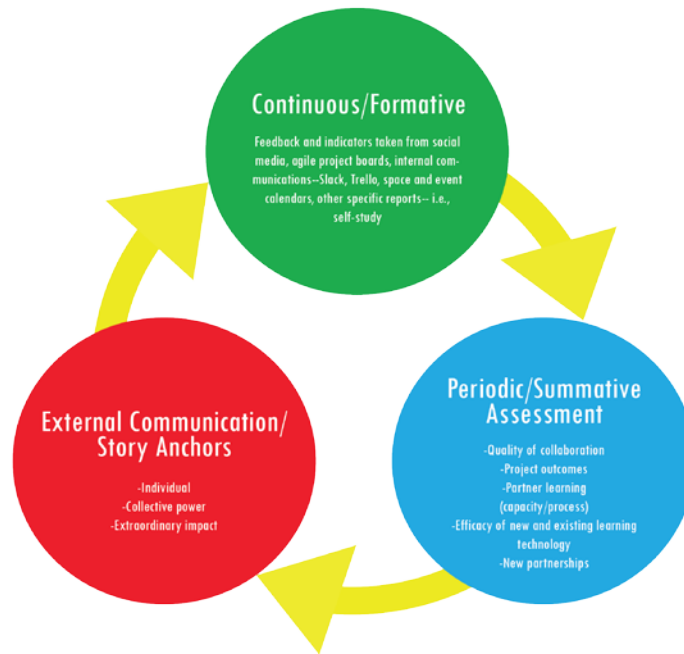 Continuous/Formative
Feedback and indicators taken from social
media, agile project boards, internal com-
munications--Slack, Trello, space and event
calendars, other specific reports-- i.e.,
self-study
External Communication/
Story Anchors
-Individual
-Collective power
-Extraordinary impact
Periodic/Summative
Assessment
-Quality of collaboration
-Project outcomes
-Partner learning
(capacity/process)
-Efficacy of new and existing learning
technology
-New partnerships